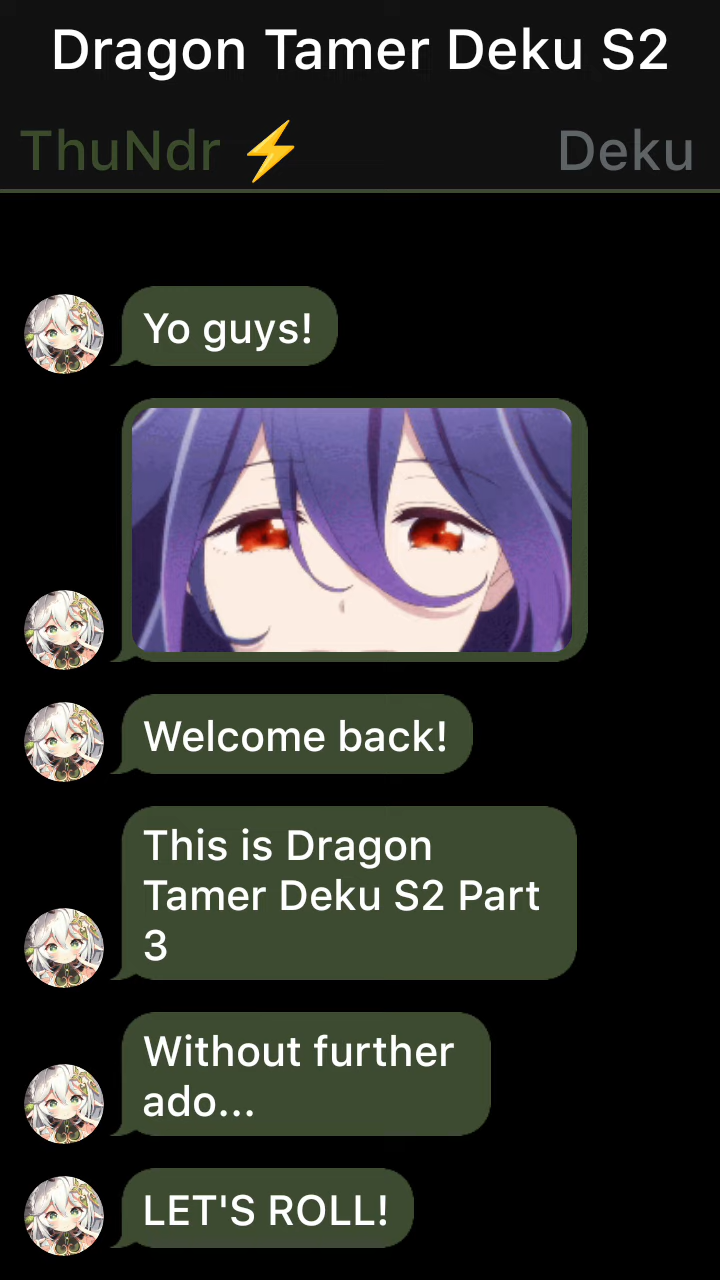 Dragon Tamer Deku S2
ThuNdr ⚡ Deku
Yo guys!
Welcome back!
This is Dragon
Tamer Deku S2 Part
3
Without further
ado...
LET'S ROLL!